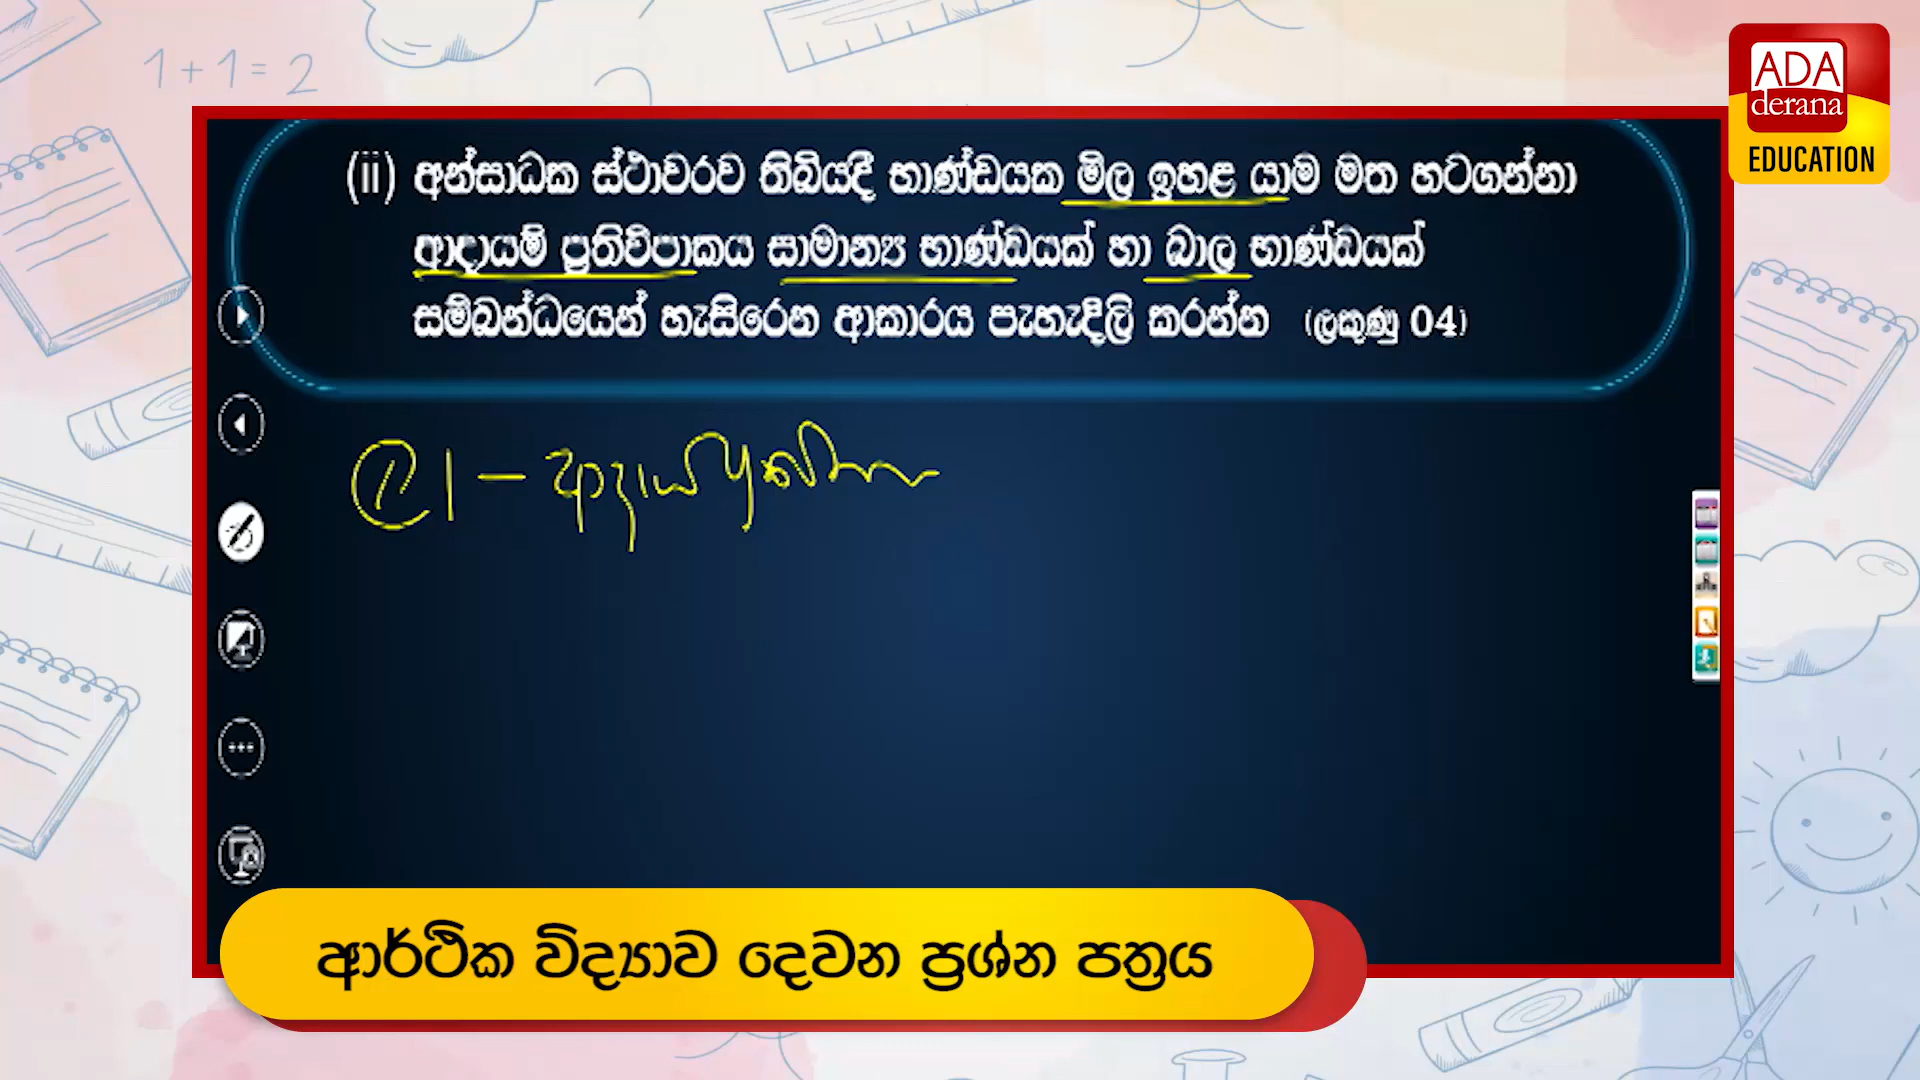 1+1=2
ADA
derana
EDUCATION
(ii) අන්සාධක ස්ථාවරව තිබියදී භාණ්ඩයක මිල ඉහළ යාම මත හටගන්නා
ආදායම් ප්‍රතිවිපාකය සාමාන්‍ය භාණ්ඩයක් හා බාල භාණ්ඩයක්
සම්බන්ධයෙන් හැසිරෙන ආකාරය පැහැදිලි කරන්න (ලකුණු 04)
ආර්ථික විද්‍යාව දෙවන ප්‍රශ්න පත්‍රය